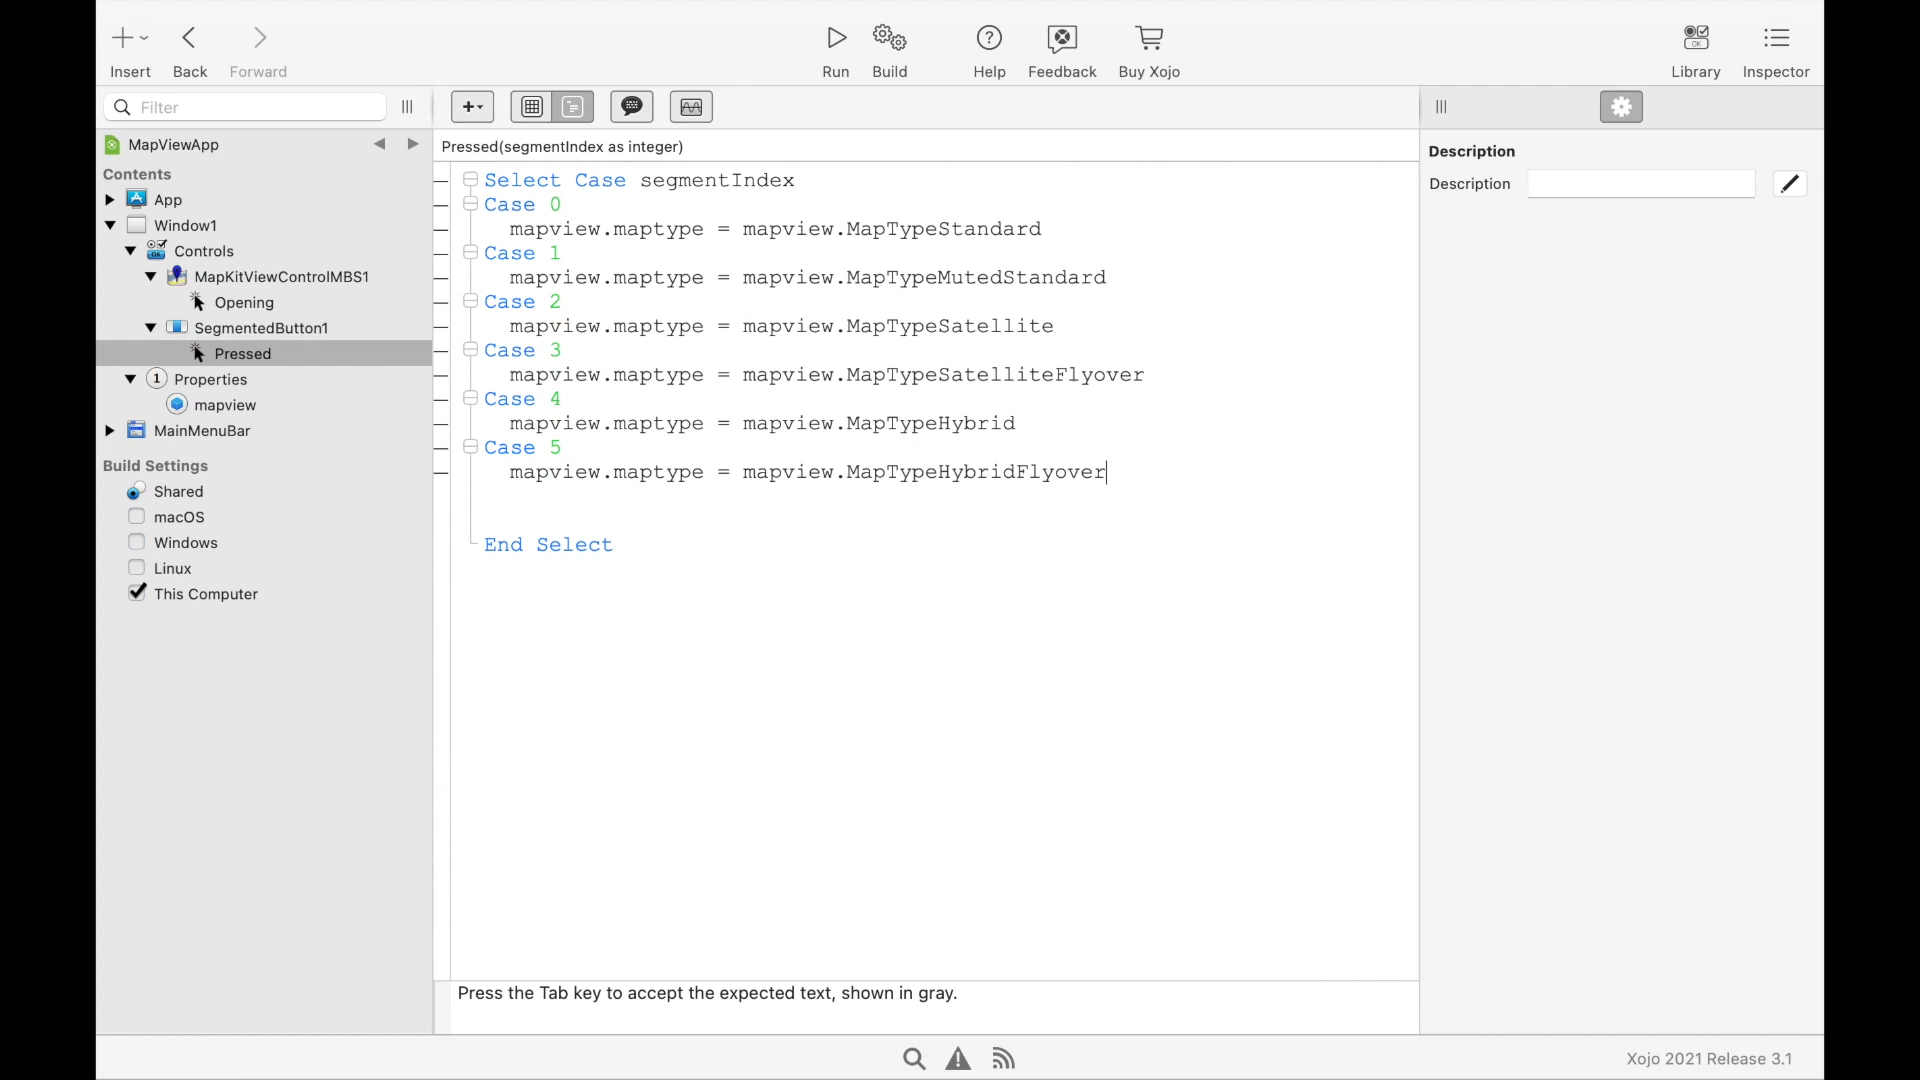 Insert
Back
Forward
Run
Build
Help
Feedback
Buy Xojo
Library
Inspector
Filter
MapViewApp
Contents
App
Window1
Controls
MapKitViewControlMBS1
Opening
SegmentedButton1
Pressed
Properties
mapview
MainMenuBar
Build Settings
Shared
macOS
Windows
Linux
This Computer
Pressed(segmentIndex as integer)
Select Case segmentIndex
Case 0
mapview.maptype = mapview.MapTypeStandard
Case 1
mapview.maptype = mapview.MapTypeMutedStandard
Case 2
mapview.maptype = mapview.MapTypeSatellite
Case 3
mapview.maptype = mapview.MapTypeSatelliteFlyover
Case 4
mapview.maptype = mapview.MapTypeHybrid
Case 5
mapview.maptype = mapview.MapTypeHybridFlyover
End Select
Press the Tab key to accept the expected text, shown in gray.
Description
Description
Xojo 2021 Release 3.1